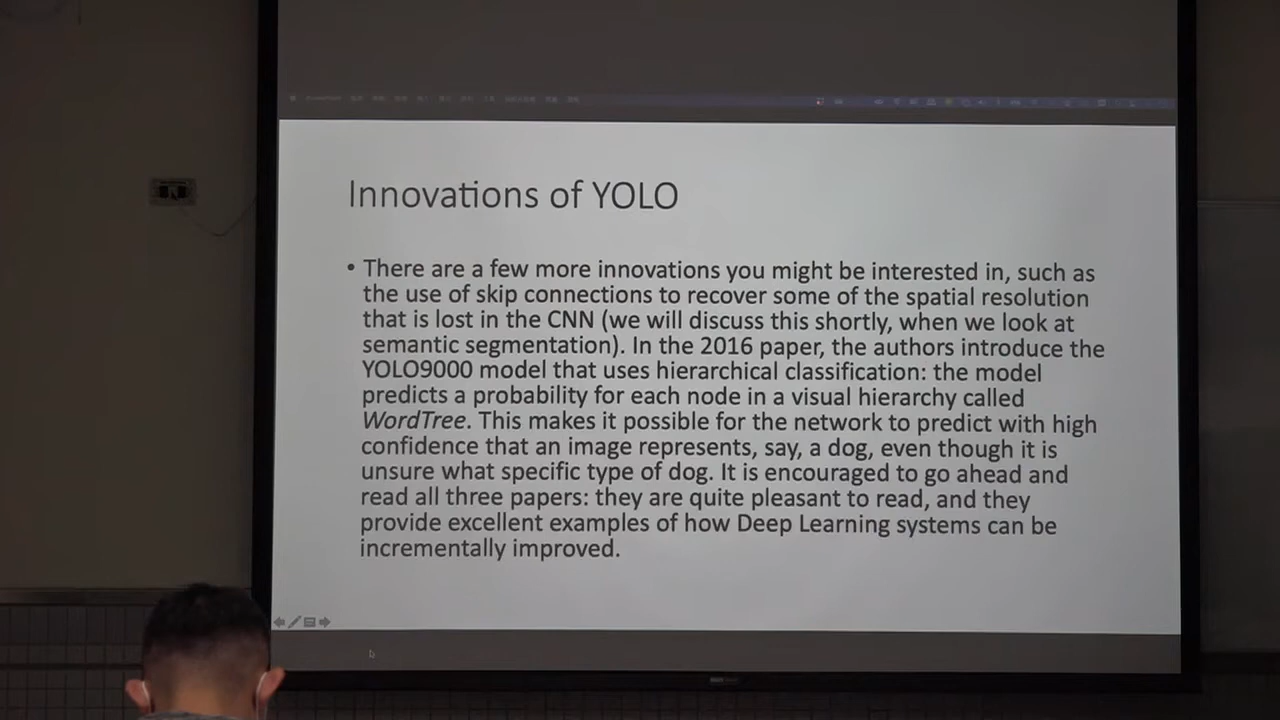 Innovations of YOLO
• There are a few more innovations you might be interested in, such as
the use of skip connections to recover some of the spatial resolution
that is lost in the CNN (we will discuss this shortly, when we look at
semantic segmentation). In the 2016 paper, the authors introduce the
YOLO9000 model that uses hierarchical classification: the model
predicts a probability for each node in a visual hierarchy called
WordTree. This makes it possible for the network to predict with high
confidence that an image represents, say, a dog, even though it is
unsure what specific type of dog. It is encouraged to go ahead and
read all three papers: they are quite pleasant to read, and they
provide excellent examples of how Deep Learning systems can be
incrementally improved.